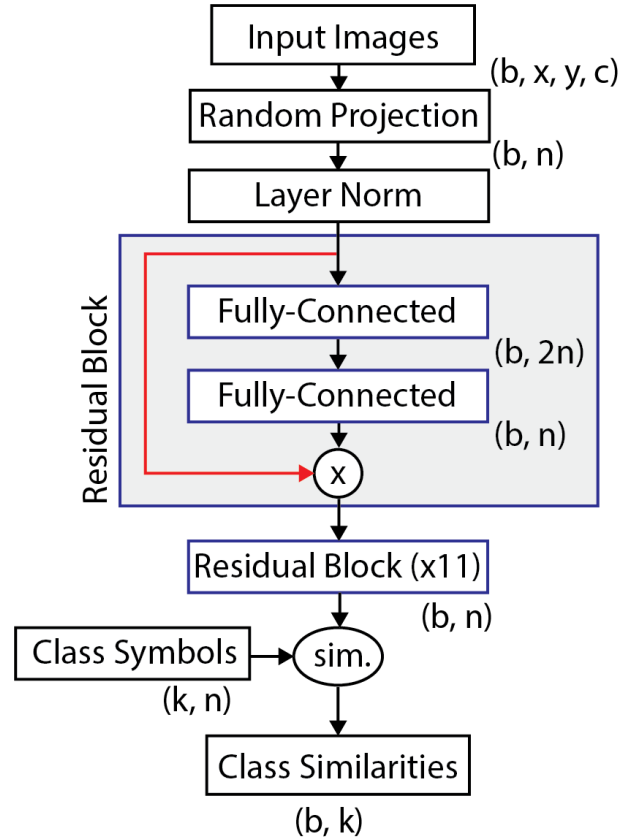 Input Images
(b, x, y, c)
Random Projection
(b, n)
Layer Norm
Residual Block
Fully-Connected
(b, 2n)
Fully-Connected
(b, n)
x
Residual Block (x11)
(b, n)
Class Symbols
sim.
(k, n)
Class Similarities
(b, k)